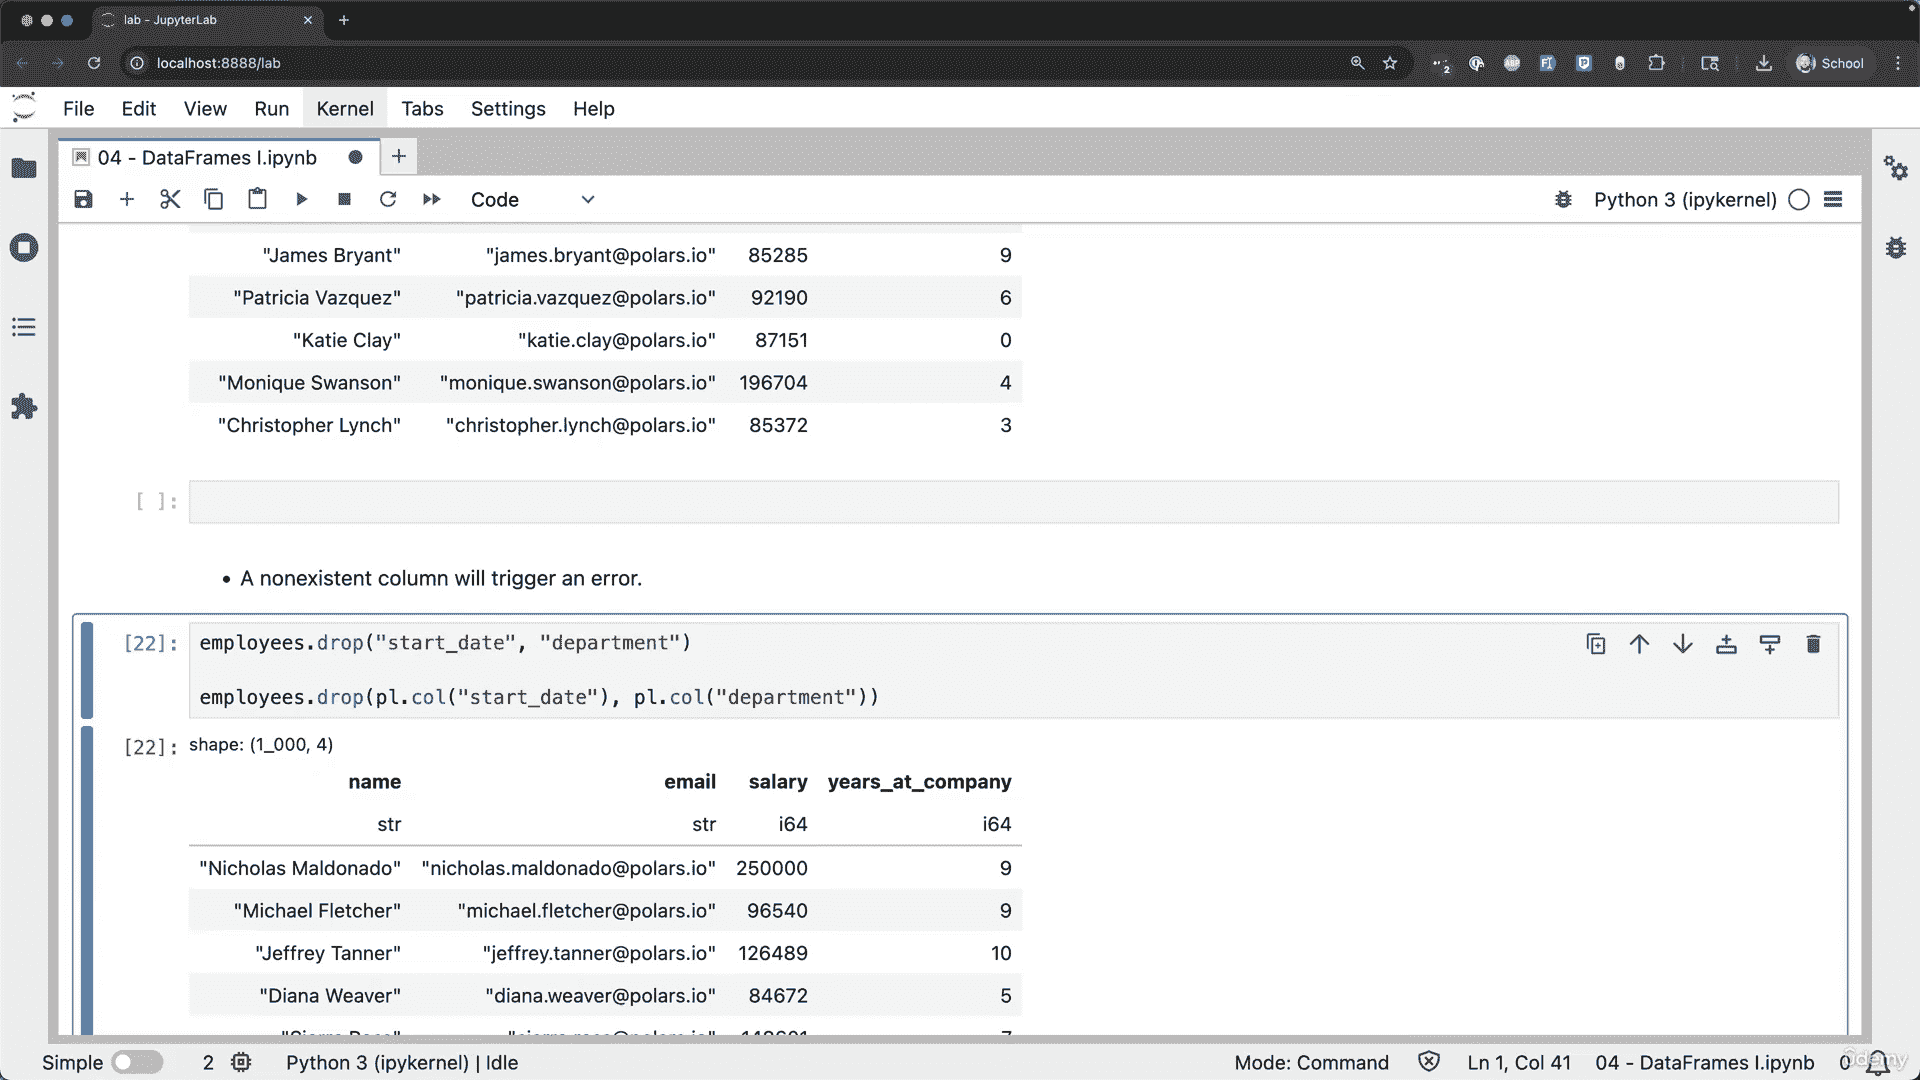 lab - JupyterLab
localhost:8888/lab
2
ABP
School
File Edit View Run Kernel Tabs Settings Help
04 - DataFrames I.ipynb
Code
Python 3 (ipykernel)
"James Bryant" "james.bryant@polars.io" 85285 9
"Patricia Vazquez" "patricia.vazquez@polars.io" 92190 6
"Katie Clay" "katie.clay@polars.io" 87151 0
"Monique Swanson" "monique.swanson@polars.io" 196704 4
"Christopher Lynch" "christopher.lynch@polars.io" 85372 3
[ ]:
• A nonexistent column will trigger an error.
[22]: employees.drop("start_date", "department")
employees.drop(pl.col("start_date"), pl.col("department"))
[22]: shape: (1_000, 4)
name email salary years_at_company
str str i64 i64
"Nicholas Maldonado" "nicholas.maldonado@polars.io" 250000 9
"Michael Fletcher" "michael.fletcher@polars.io" 96540 9
"Jeffrey Tanner" "jeffrey.tanner@polars.io" 126489 10
"Diana Weaver" "diana.weaver@polars.io" 84672 5
Simple 2 Python 3 (ipykernel) | Idle Mode: Command Ln 1, Col 41 04 - DataFrames I.ipynb 0